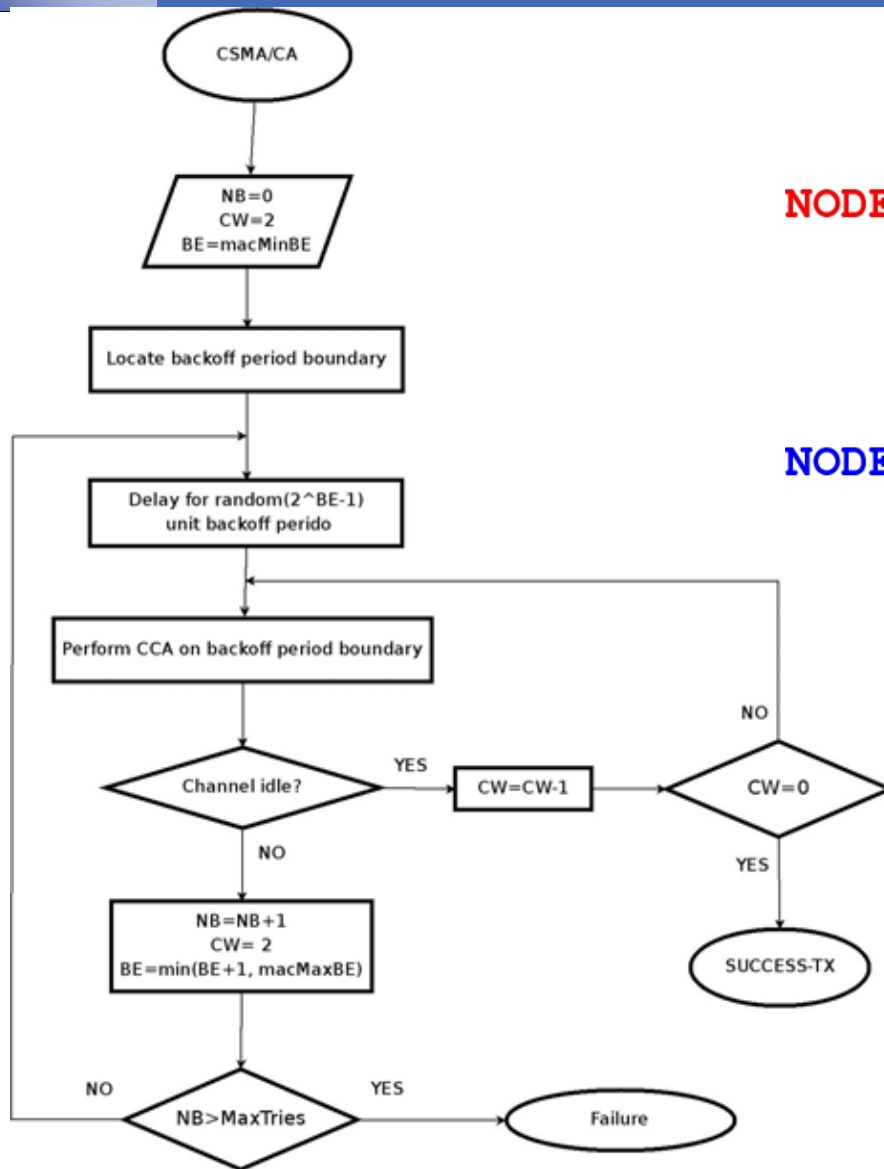 CSMA/CA
NB=0
CW=2
BE=macMinBE
NODE
Locate backoff period boundary
NODE
Delay for random(2^BE-1)
unit backoff perido
Perform CCA on backoff period boundary
NO
YES
Channel idle?
CW=CW-1
CW=0
NO
YES
NB=NB+1
CW= 2
BE=min(BE+1, macMaxBE)
SUCCESS-TX
NO
YES
NB>MaxTries
Failure